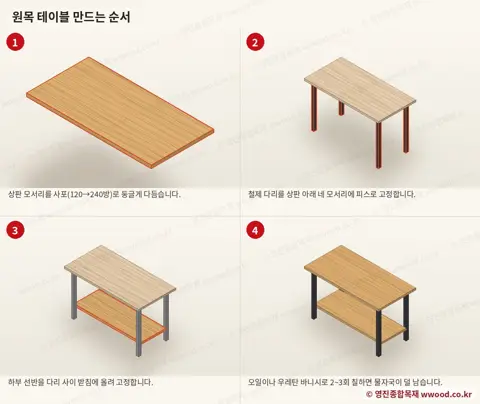 원목 테이블 만드는 순서
1
2
상판 모서리를 사포(120→240방)로 둥글게 다듬습니다.
철제 다리를 상판 아래 네 모서리에 피스로 고정합니다.
3
4
하부 선반을 다리 사이 받침에 올려 고정합니다.
오일이나 우레탄 바니시로 2~3회 칠하면 물자국이 덜 남습니다.
© 영진종합목재 wwood.co.kr